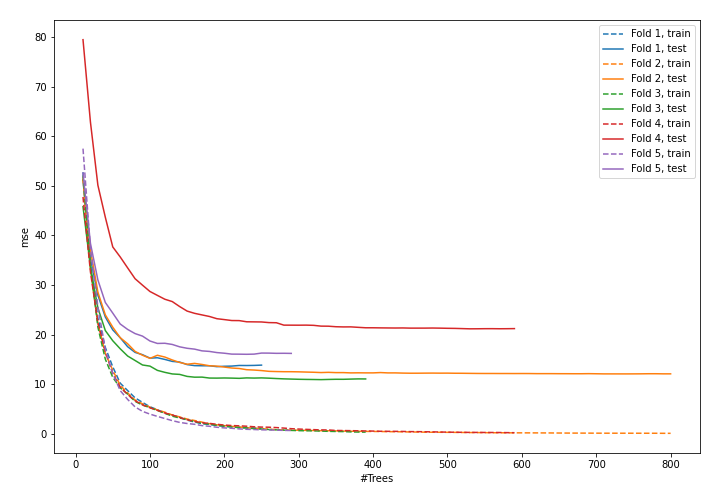 80
70
60
50
40
30
20
10
0
mse
0 100 200 300 400 500 600 700 800
#Trees
Fold 1, train
Fold 1, test
Fold 2, train
Fold 2, test
Fold 3, train
Fold 3, test
Fold 4, train
Fold 4, test
Fold 5, train
Fold 5, test